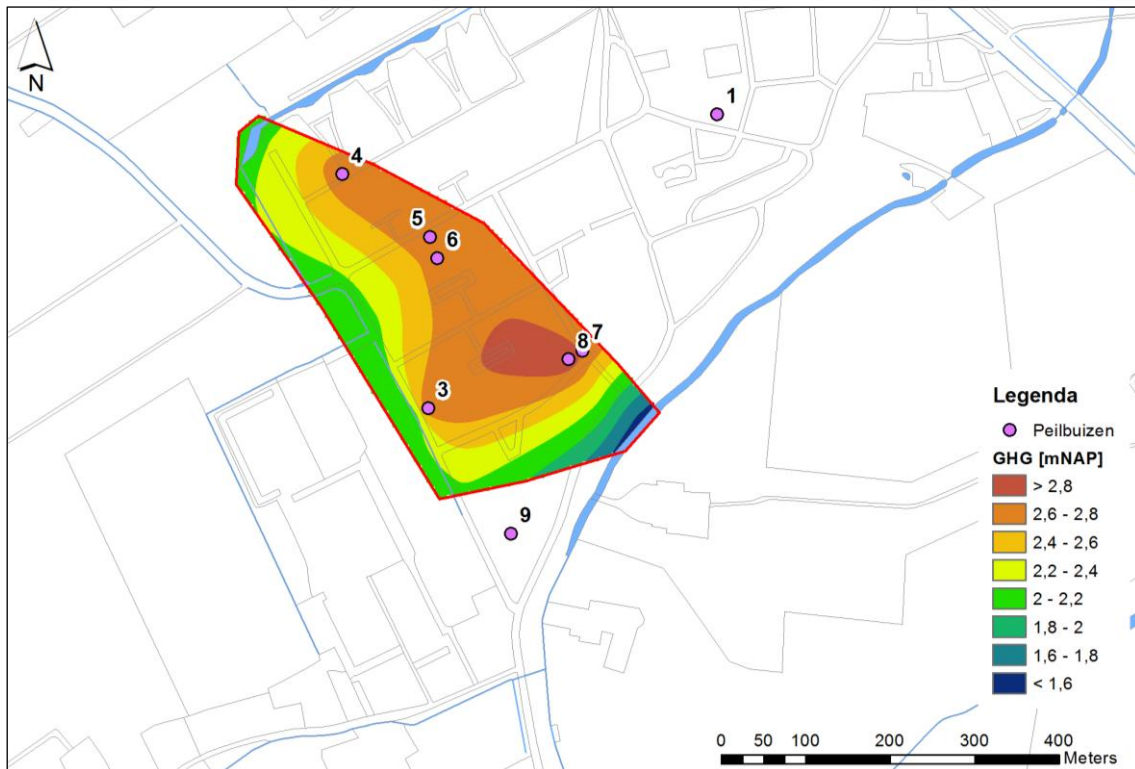 N
1
4
5
6
7
8
3
9
Legenda
Peilbuizen
GHG [mNAP]
> 2,8
2,6 - 2,8
2,4 - 2,6
2,2 - 2,4
2 - 2,2
1,8 - 2
1,6 - 1,8
< 1,6
0 50 100 200 300 400
Meters